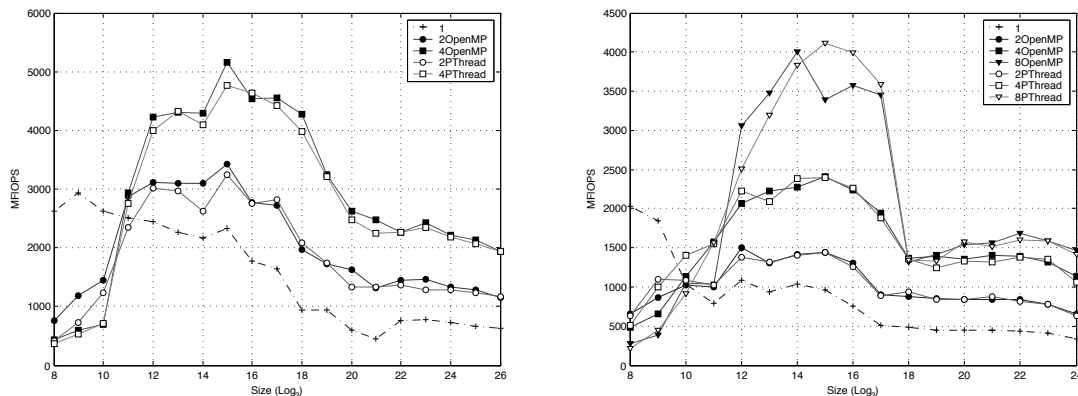 6000
5000
4000
3000
2000
1000
0
MFlOPS
8 10 12 14 16 18 20 22 24 26
Size (Log2)
1
2OpenMP
4OpenMP
2PThread
4PThread
4500
4000
3500
3000
2500
2000
1500
1000
500
0
MFlOPS
8 10 12 14 16 18 20 22 24
Size (Log2)
1
2OpenMP
4OpenMP
8OpenMP
2PThread
4PThread
8PThread